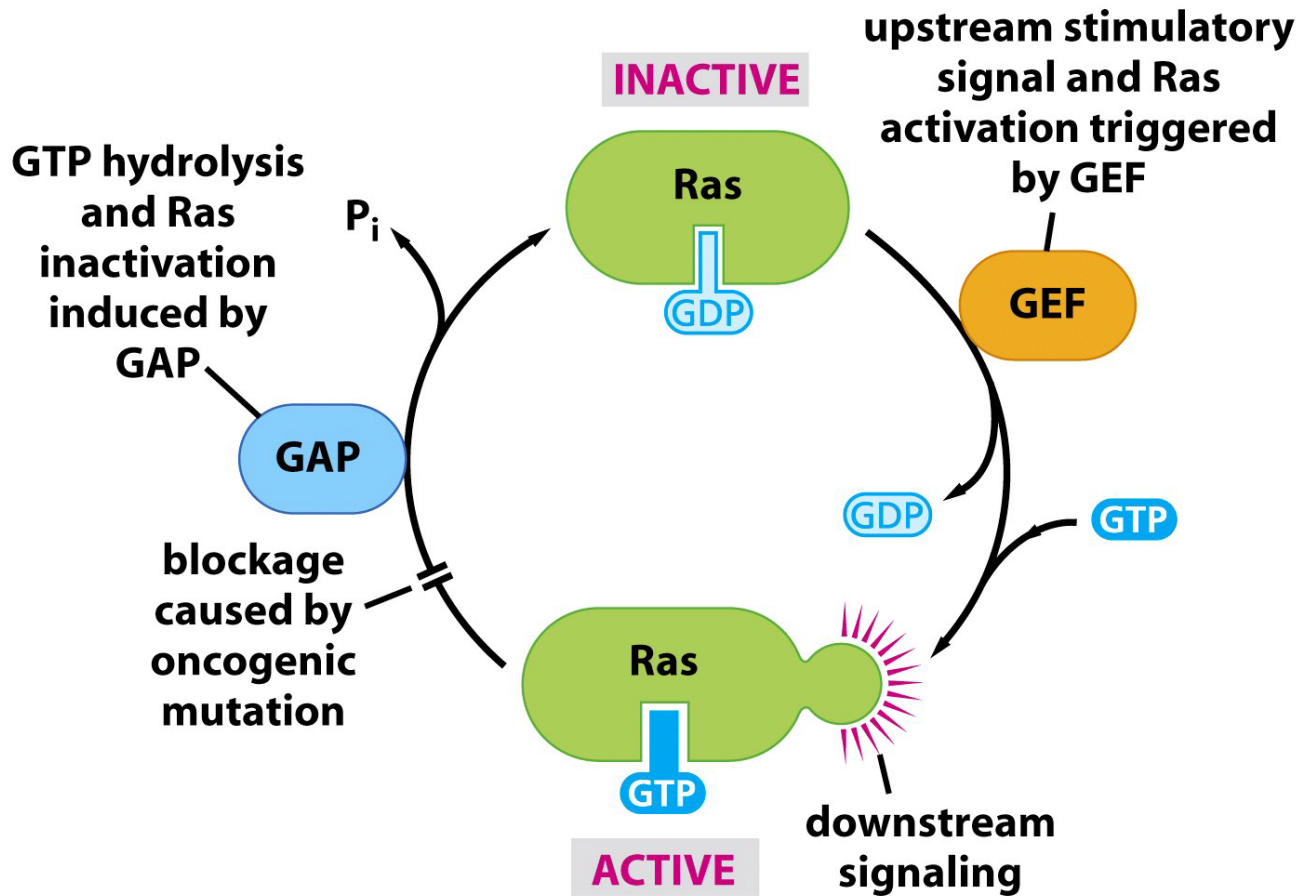 upstream stimulatory
signal and Ras
activation triggered
by GEF
INACTIVE
GTP hydrolysis
and Ras
inactivation
induced by
GAP
Pi
Ras
GDP
GEF
GAP
GDP
GTP
blockage
caused by
oncogenic
mutation
Ras
GTP
ACTIVE
downstream
signaling